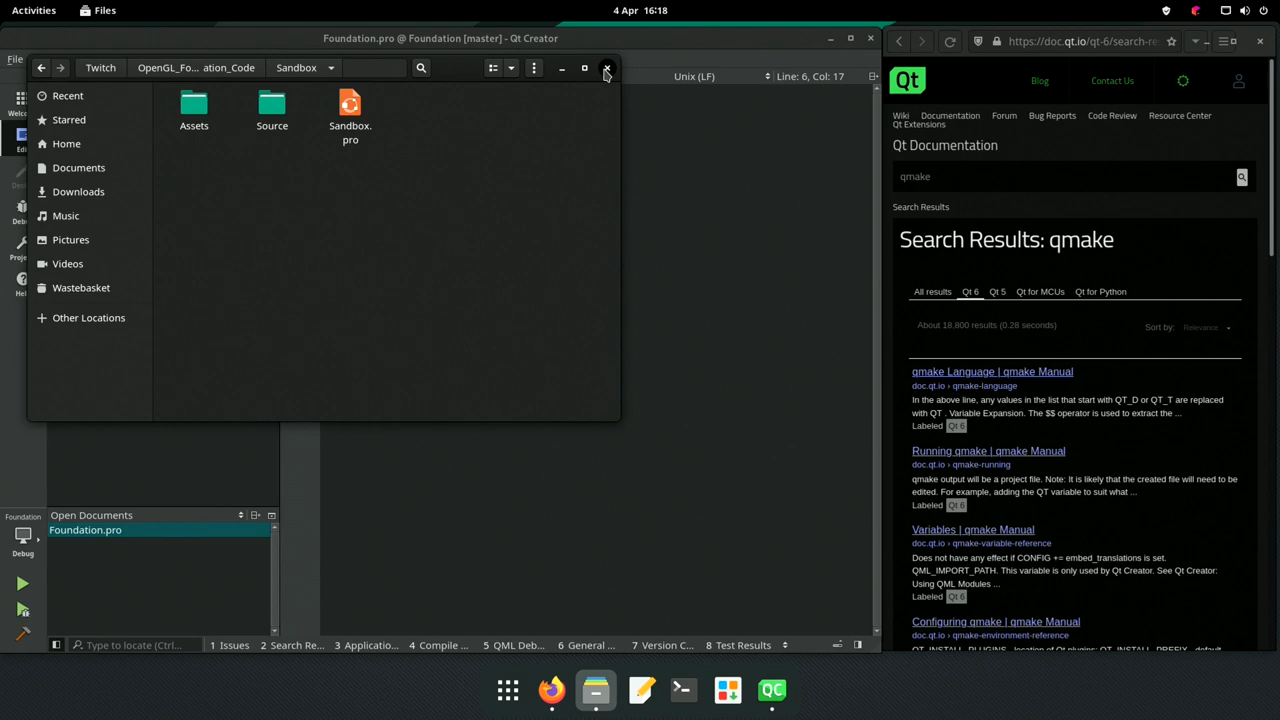 Activities
Files
4 Apr 16:18
Foundation.pro @ Foundation [master] - Qt Creator
File
Twitch
OpenGL_Fo... ation_Code
Sandbox
Unix (LF)
Line: 6, Col: 17
Recent
Starred
Home
Documents
Downloads
Music
Pictures
Videos
Wastebasket
Other Locations
Assets
Source
Sandbox.
pro
Foundation
Debug
Open Documents
Foundation.pro
Type to locate (Ctrl...
1 Issues
2 Search Re...
3 Applicatio...
4 Compile ...
5 QML Deb...
6 General ...
7 Version C...
8 Test Results
QC
https://doc.qt.io/qt-6/search-res
Qt
Blog
Contact Us
Wiki Documentation Forum Bug Reports Code Review Resource Center
Qt Extensions
Qt Documentation
qmake
Search Results
Search Results: qmake
All results Qt 6 Qt 5 Qt for MCUs Qt for Python
About 18,800 results (0.28 seconds)
Sort by: Relevance
qmake Language | qmake Manual
doc.qt.io › qmake-language
In the above line, any values in the list that start with QT_D or QT_T are replaced
with QT . Variable Expansion. The $$ operator is used to extract the ...
Labeled Qt 6
Running qmake | qmake Manual
doc.qt.io › qmake-running
qmake output will be a project file. Note: It is likely that the created file will need to be
edited. For example, adding the QT variable to suit what ...
Labeled Qt 6
Variables | qmake Manual
doc.qt.io › qmake-variable-reference
Does not have any effect if CONFIG += embed_translations is set.
QML_IMPORT_PATH. This variable is only used by Qt Creator. See Qt Creator:
Using QML Modules ...
Labeled Qt 6
Configuring qmake | qmake Manual
doc.qt.io › qmake-environment-reference
QT_INSTALL_PLUGINS - location of Qt plugins; QT_INSTALL_PREFIX - default